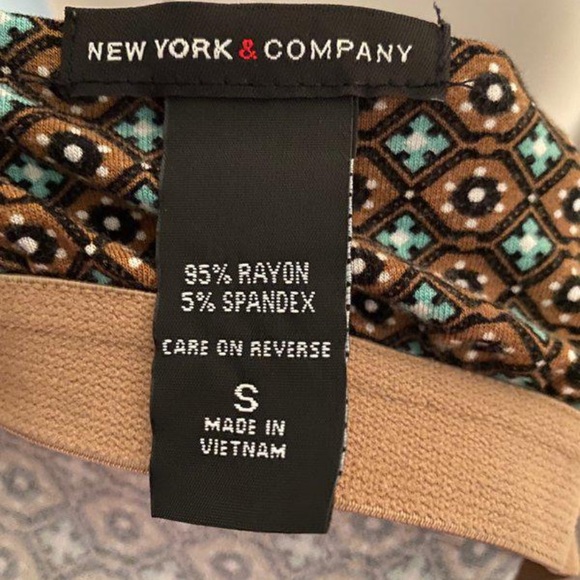 NEW YORK & COMPANY
95% RAYON
5% SPANDEX
CARE ON REVERSE
S
MADE IN
VIETNAM